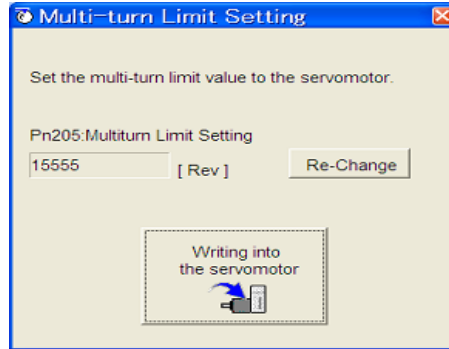 Multi-turn Limit Setting
Set the multi-turn limit value to the servomotor.
Pn205:Multiturn Limit Setting
15555 [ Rev ] Re-Change
Writing into
the servomotor